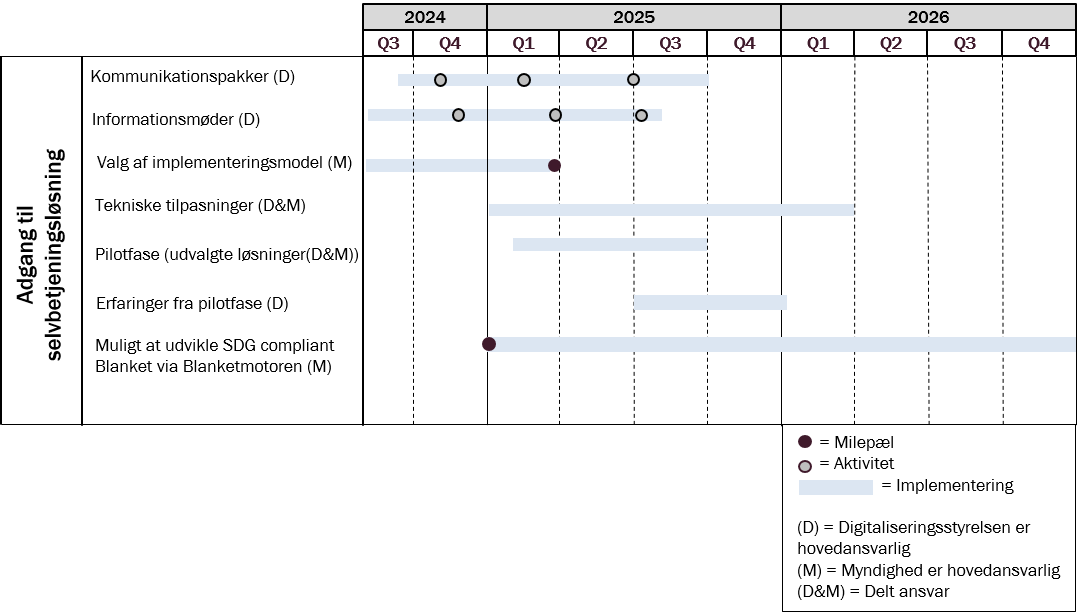 2024
2025
2026
Q3
Q4
Q1
Q2
Q3
Q4
Q1
Q2
Q3
Q4
Adgang til
selvbetjeningsløsning
Kommunikationspakker (D)
Informationsmøder (D)
Valg af implementeringsmodel (M)
Tekniske tilpasninger (D&M)
Pilotfase (udvalgte løsninger(D&M))
Erfaringer fra pilotfase (D)
Muligt at udvikle SDG compliant
Blanket via Blanketmotoren (M)
= Milepæl
= Aktivitet
= Implementering
(D) = Digitaliseringsstyrelsen er
hovedansvarlig
(M) = Myndighed er hovedansvarlig
(D&M) = Delt ansvar